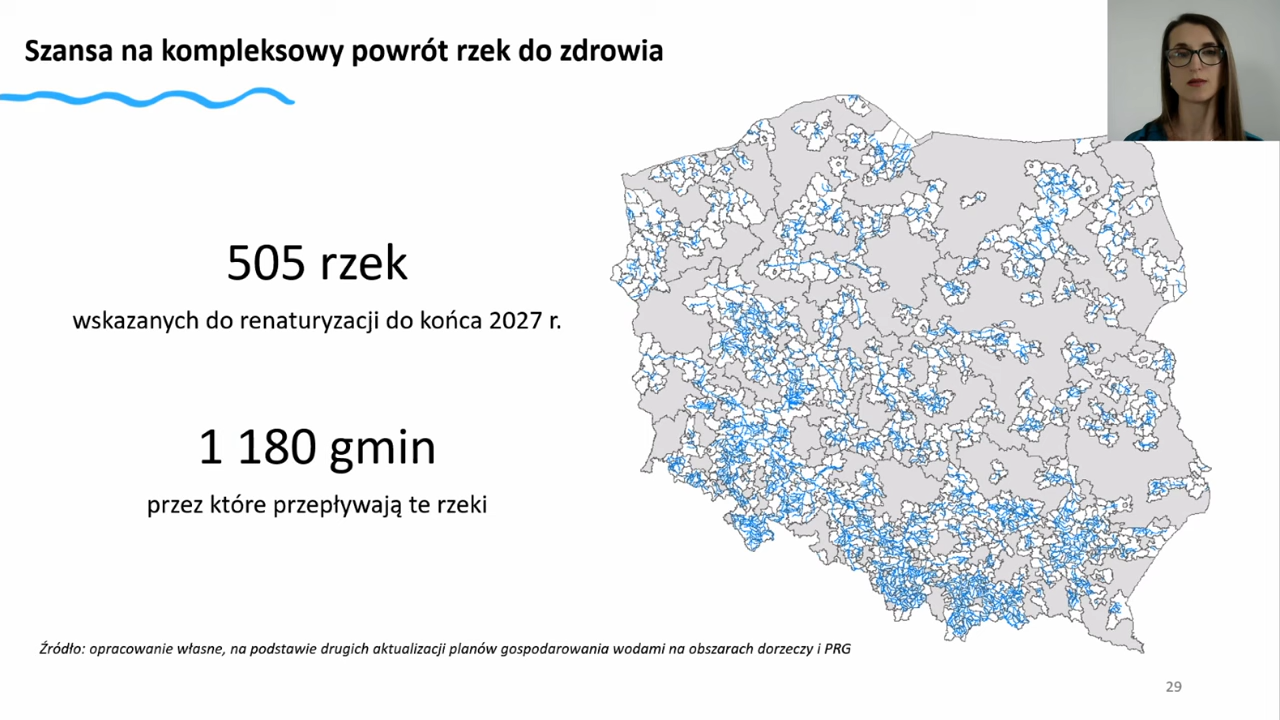 Szansa na kompleksowy powrót rzek do zdrowia
505 rzek
wskazanych do renaturyzacji do końca 2027 r.
1 180 gmin
przez które przepływają te rzeki
Źródło: opracowanie własne, na podstawie drugich aktualizacji planów gospodarowania wodami na obszarach dorzeczy i PRG
29